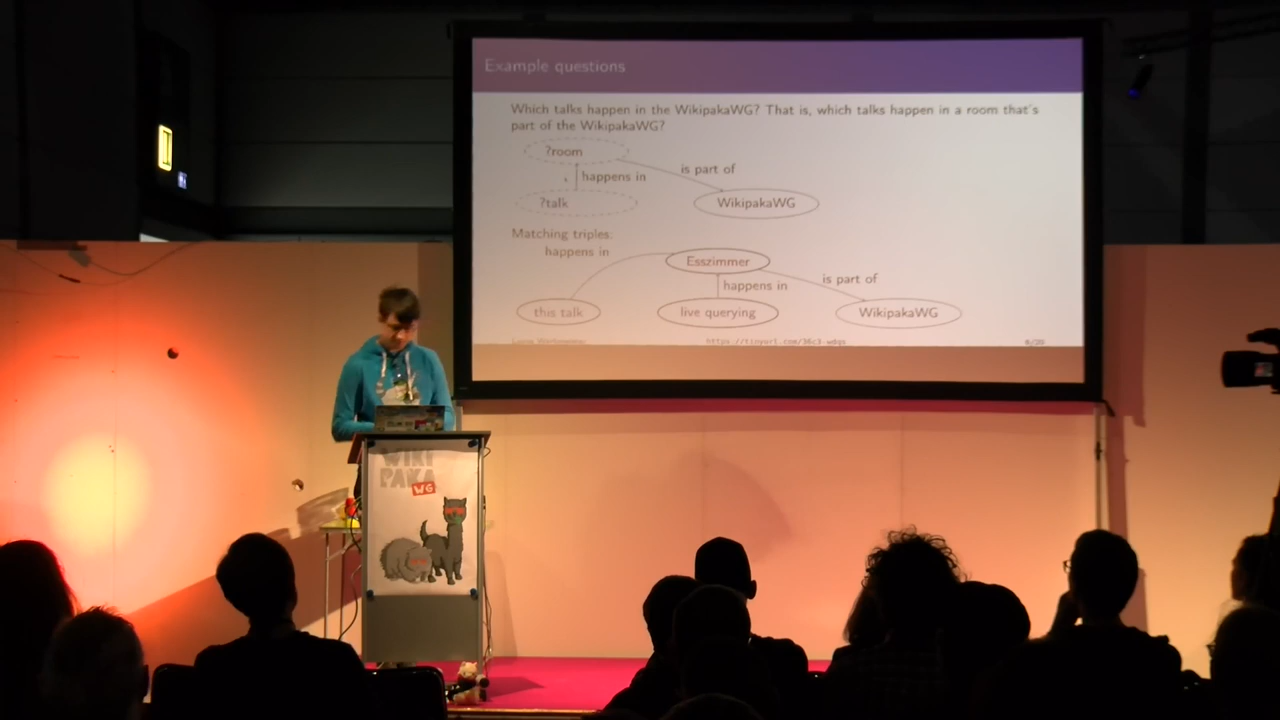 Example questions
Which talks happen in the WikipakaWG? That is, which talks happen in a room that's
part of the WikipakaWG?
?room
is part of
happens in
?talk
WikipakaWG
Matching triples:
happens in
Esszimmer
is part of
happens in
this talk
live querying
WikipakaWG
https://tinyurl.com/36c3-wdqs
6/20
WIKI
PAKA
WG